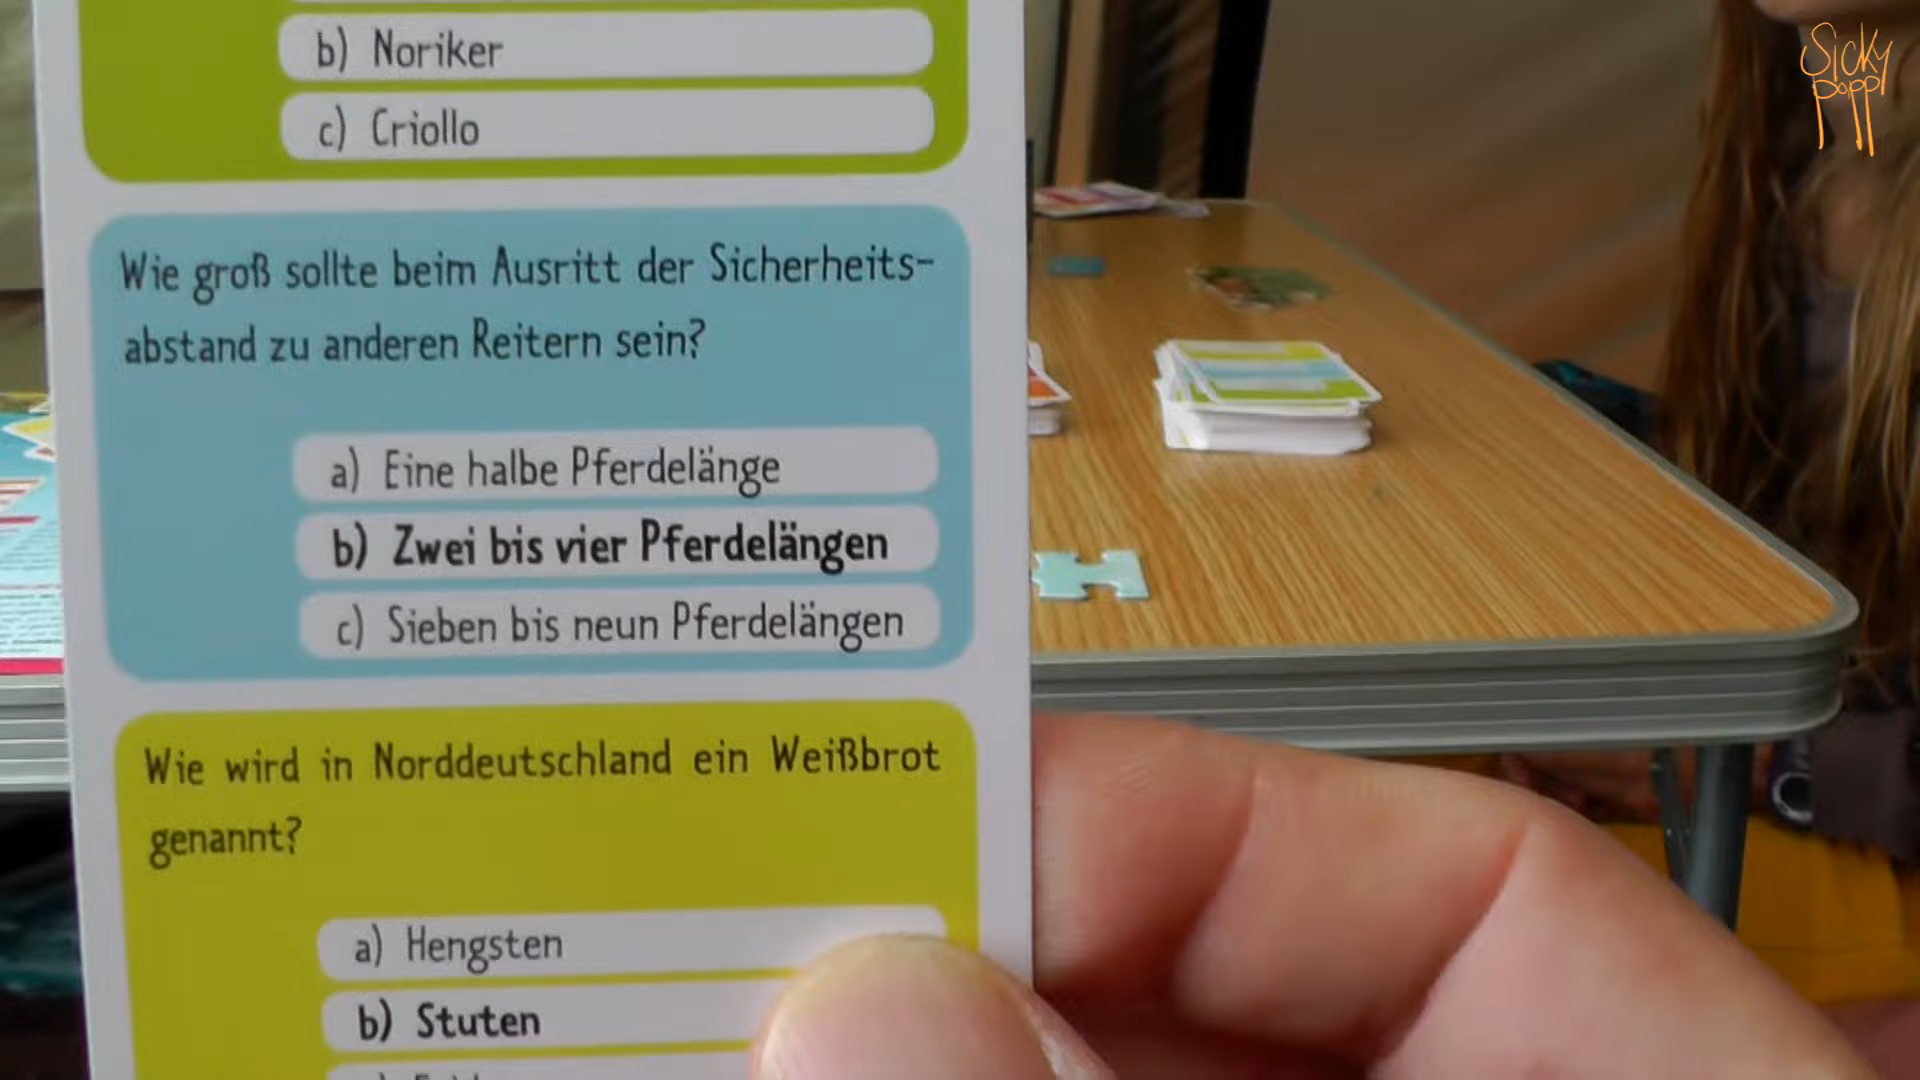 b) Noriker
c) Criollo
Wie groß sollte beim Ausritt der Sicherheits-
abstand zu anderen Reitern sein?
a) Eine halbe Pferdelänge
b) Zwei bis vier Pferdelängen
c) Sieben bis neun Pferdelängen
Wie wird in Norddeutschland ein Weißbrot
genannt?
a) Hengsten
b) Stuten
Sicky
poppy